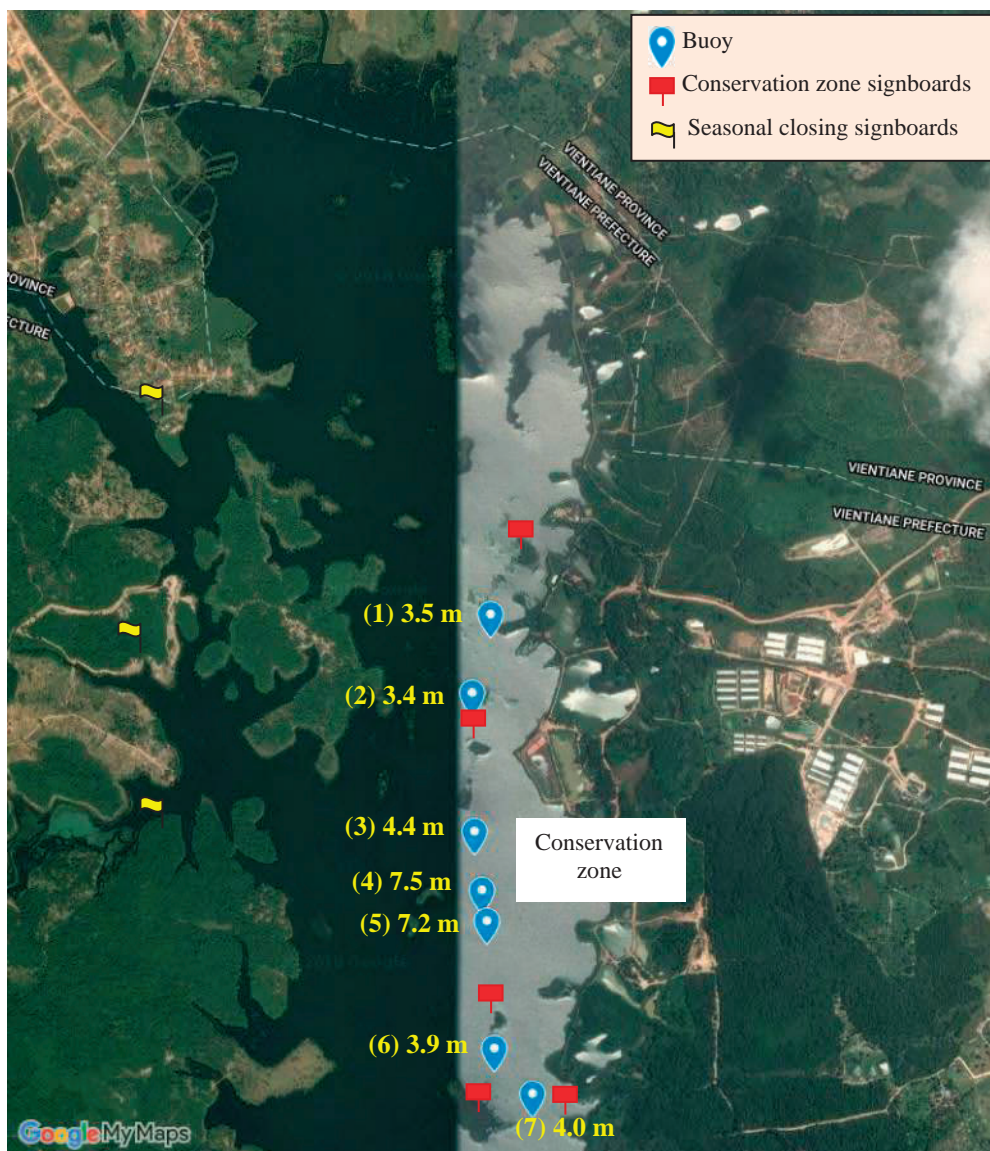 Buoy
Conservation zone signboards
Seasonal closing signboards
VIENTIANE PROVINCE
VIENTIANE PREFECTURE
PROVINCE
ECTURE
VIENTIANE PROVINCE
VIENTIANE PREFECTURE
(1) 3.5 m
(2) 3.4 m
(3) 4.4 m
Conservation
zone
(4) 7.5 m
(5) 7.2 m
(6) 3.9 m
(7) 4.0 m
Google My Maps